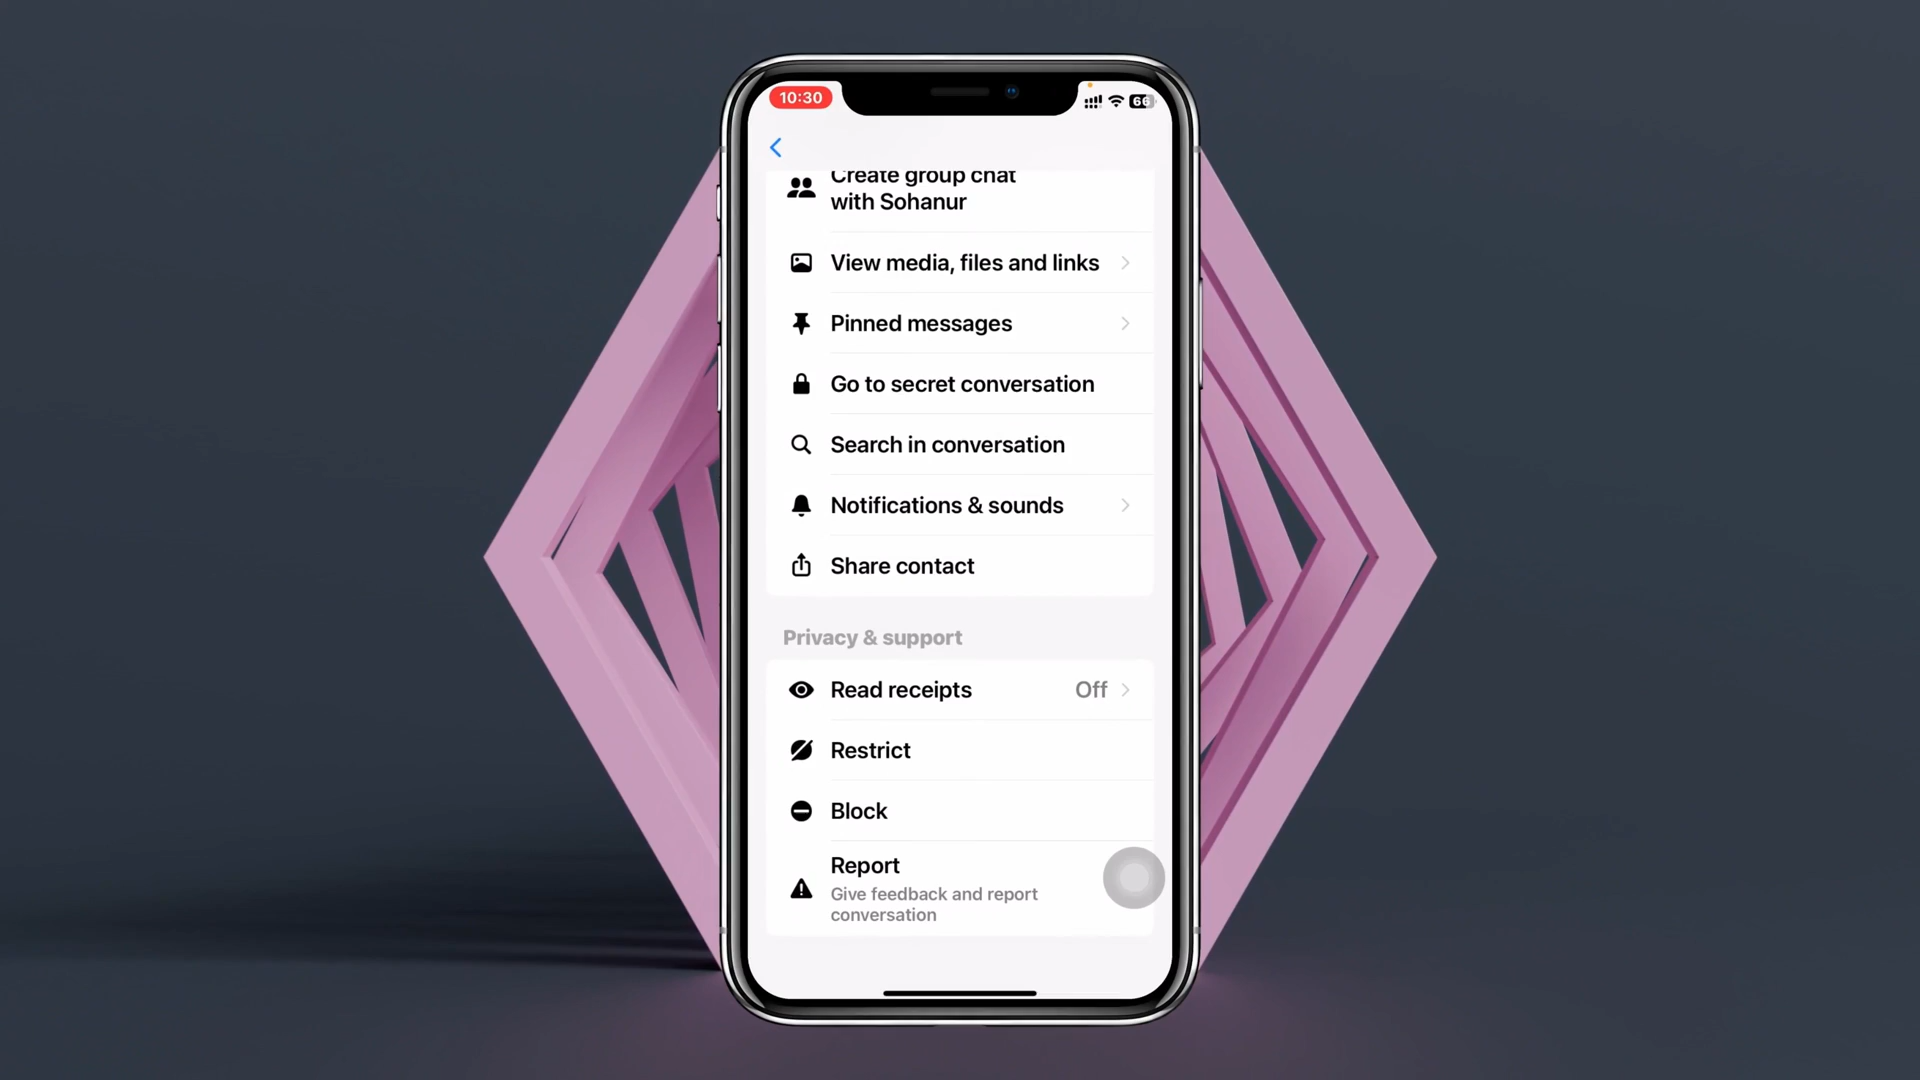 10:30
66
Create group chat
with Sohanur
View media, files and links
Pinned messages
Go to secret conversation
Search in conversation
Notifications & sounds
Share contact
Privacy & support
Read receipts Off
Restrict
Block
Report
Give feedback and report
conversation